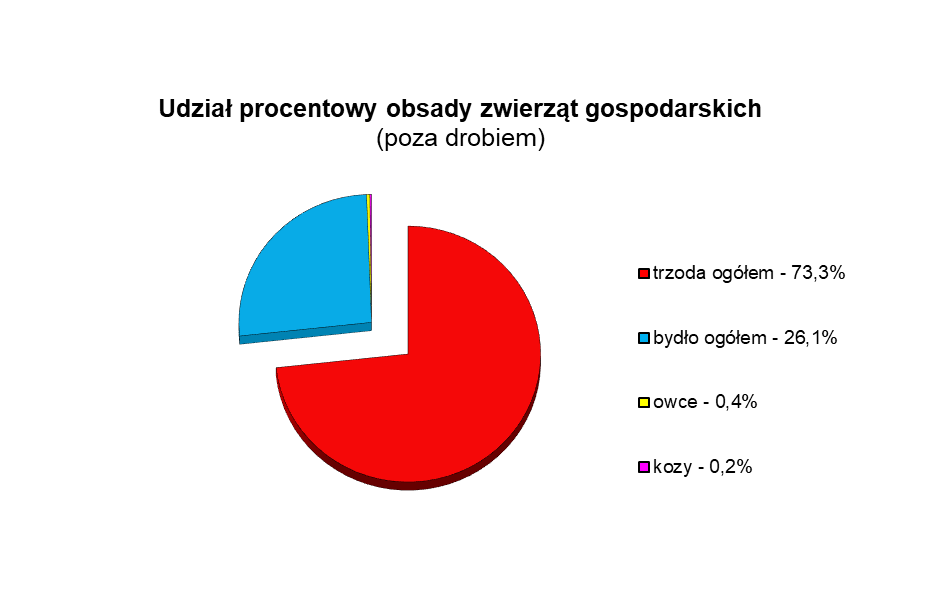 Udział procentowy obsady zwierząt gospodarskich
(poza drobiem)
trzoda ogółem - 73,3%
bydło ogółem - 26,1%
owce - 0,4%
kozy - 0,2%